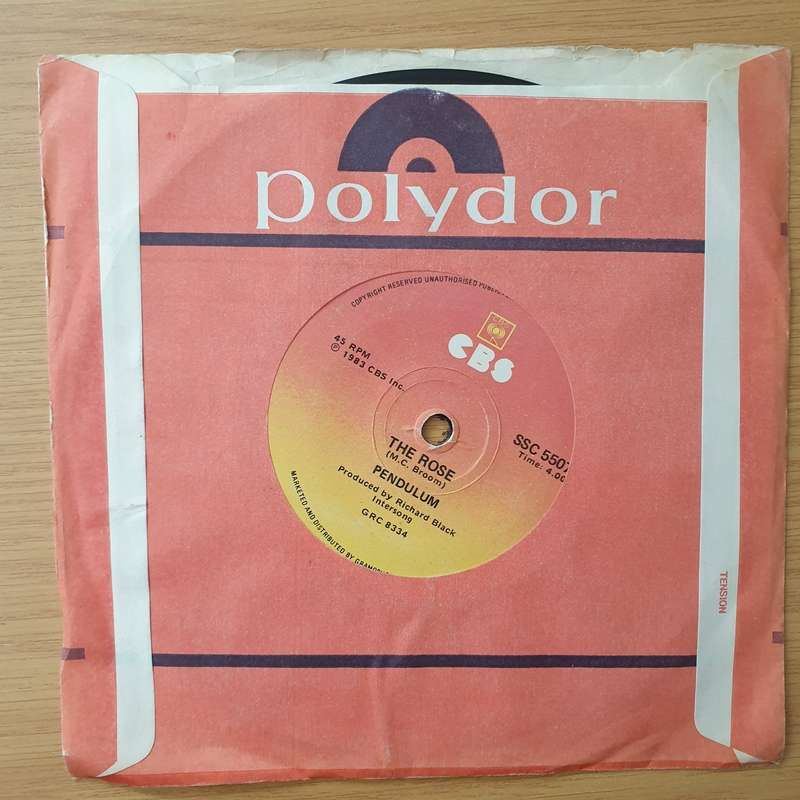 polydor
COPYRIGHT RESERVED UNAUTHORISED
CBS
45 RPM
℗ 1983 CBS Inc.
THE ROSE
(M.C. Broom)
PENDULUM
Produced by Richard Black
Intersong
GRC 8334
SSC 5507
Time: 4.00
MARKETED AND DISTRIBUTED BY
TENSION